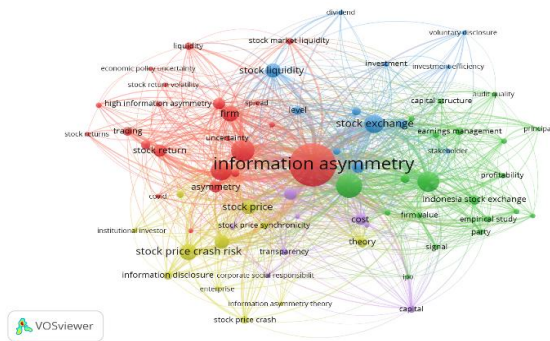 dividend
voluntary disclosure
stock market liquidity
liquidity
investment
investment efficiency
economic policy uncertainty
stock liquidity
stock return volatility
audit quality
high information asymmetry
spread
level
capital structure
firm
stock exchange
trading
earnings management
principal
stock returns
uncertainty
stock return
stakeholder
information asymmetry
profitability
asymmetry
covid
indonesia stock exchange
stock price
cost
firm value
empirical study
institutional investor
stock price synchronicity
party
theory
signal
stock price crash risk
transparency
information disclosure
corporate social responsibilit
ipo
enterprise
information asymmetry theory
capital
stock price crash
VOSviewer